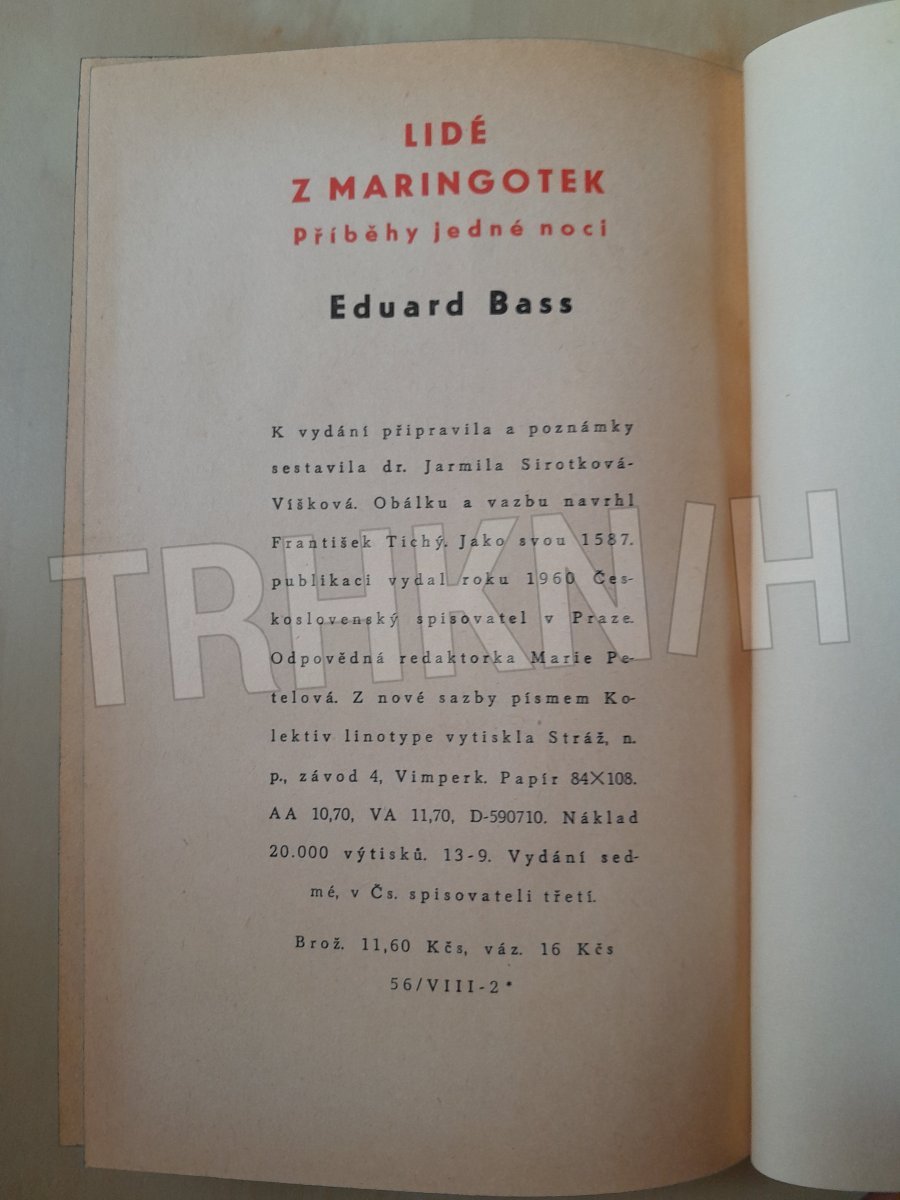 LIDÉ
Z MARINGOTEK
Příběhy jedné noci
Eduard Bass
K vydání připravila a poznámky
sestavila dr. Jarmila Sirotková-
Víšková. Obálku a vazbu navrhl
František Tichý. Jako svou 1587.
publikaci vydal roku 1960 Čes-
koslovenský spisovatel v Praze.
Odpovědná redaktorka Marie Pe-
telová. Z nové sazby písmem Ko-
lektiv linotype vytiskla Stráž, n.
p., závod 4, Vimperk. Papír 84×108.
AA 10,70, VA 11,70, D-590710. Náklad
20.000 výtisků. 13-9. Vydání sed-
mé, v Čs. spisovateli třetí.
Brož. 11,60 Kčs, váz. 16 Kčs
56/VIII-2*
TRHKNIH